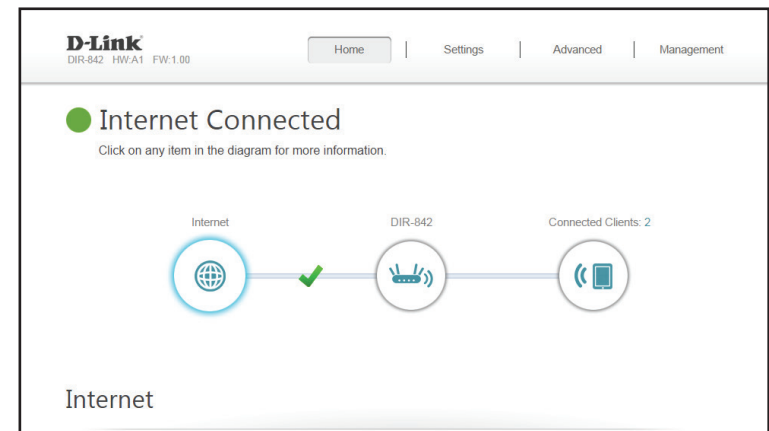 D-Link
DIR-842 HW:A1 FW:1.00
Home Settings Advanced Management
Internet Connected
Click on any item in the diagram for more information.
Internet DIR-842 Connected Clients: 2
Internet